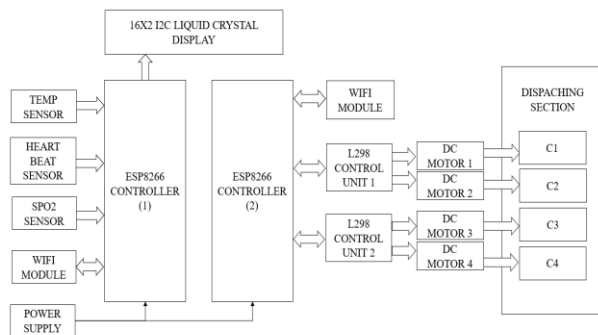 16X2 I2C LIQUID CRYSTAL
DISPLAY
TEMP
SENSOR
HEART
BEAT
SENSOR
SPO2
SENSOR
WIFI
MODULE
POWER
SUPPLY
ESP8266
CONTROLLER
(1)
ESP8266
CONTROLLER
(2)
WIFI
MODULE
L298
CONTROL
UNIT 1
L298
CONTROL
UNIT 2
DC
MOTOR 1
DC
MOTOR 2
DC
MOTOR 3
DC
MOTOR 4
DISPACHING
SECTION
C1
C2
C3
C4